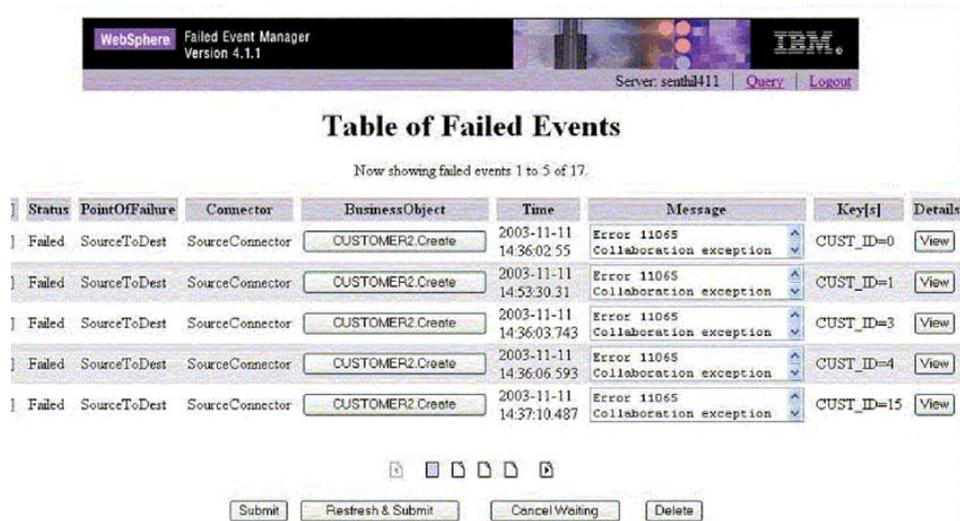 WebSphere Failed Event Manager
Version 4.1.1
IBM
Server: senthil411 | Query | Logout
Table of Failed Events
Now showing failed events 1 to 5 of 17.
Status PointOfFailure Connector BusinessObject Time Message Key[s] Details
Failed SourceToDest SourceConnector CUSTOMER2.Create 2003-11-11 14:36:02.55 Error 11065 Collaboration exception CUST_ID=0 View
Failed SourceToDest SourceConnector CUSTOMER2.Create 2003-11-11 14:53:30.31 Error 11065 Collaboration exception CUST_ID=1 View
Failed SourceToDest SourceConnector CUSTOMER2.Create 2003-11-11 14:36:03.743 Error 11065 Collaboration exception CUST_ID=3 View
Failed SourceToDest SourceConnector CUSTOMER2.Create 2003-11-11 14:36:06.593 Error 11065 Collaboration exception CUST_ID=4 View
Failed SourceToDest SourceConnector CUSTOMER2.Create 2003-11-11 14:37:10.487 Error 11065 Collaboration exception CUST_ID=15 View
Submit Restresh & Submit Cancel Waiting Delete